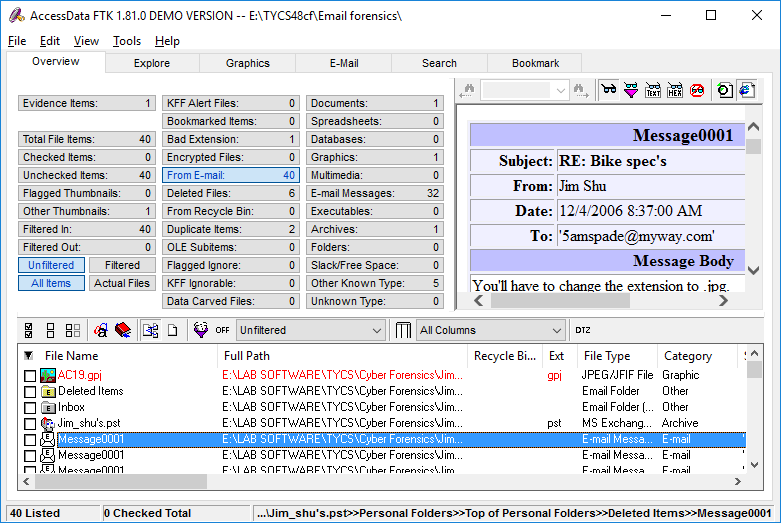 AccessData FTK 1.81.0 DEMO VERSION -- E:\TYCS48cf\Email forensics\
File Edit View Tools Help
Overview Explore Graphics E-Mail Search Bookmark
Evidence Items: 1 KFF Alert Files: 0 Documents: 1
Bookmarked Items: 0 Spreadsheets: 0
Total File Items: 40 Bad Extension: 1 Databases: 0
Checked Items: 0 Encrypted Files: 0 Graphics: 1
Unchecked Items: 40 From E-mail: 40 Multimedia: 0
Flagged Thumbnails: 0 Deleted Files: 6 E-mail Messages: 32
Other Thumbnails: 1 From Recycle Bin: 0 Executables: 0
Filtered In: 40 Duplicate Items: 2 Archives: 1
Filtered Out: 0 OLE Subitems: 0 Folders: 0
Unfiltered Filtered Flagged Ignore: 0 Slack/Free Space: 0
All Items Actual Files KFF Ignorable: 0 Other Known Type: 5
Data Carved Files: 0 Unknown Type: 0
TEXT HEX
Message0001
Subject: RE: Bike spec's
From: Jim Shu
Date: 12/4/2006 8:37:00 AM
To: '5amspade@myway.com'
Message Body
You'll have to change the extension to .jpg.
OFF Unfiltered All Columns DTZ
File Name Full Path Recycle Bi... Ext File Type Category
AC19.gpj E:\LAB SOFTWARE\TYCS\Cyber Forensics\Jim... gpj JPEG/JFIF File Graphic
Deleted Items E:\LAB SOFTWARE\TYCS\Cyber Forensics\Jim... Email Folder Other
Inbox E:\LAB SOFTWARE\TYCS\Cyber Forensics\Jim... Email Folder (... Other
Jim_shu's.pst E:\LAB SOFTWARE\TYCS\Cyber Forensics\Jim... pst MS Exchang... Archive
Message0001 E:\LAB SOFTWARE\TYCS\Cyber Forensics\Jim... E-mail Messa... E-mail
Message0001 E:\LAB SOFTWARE\TYCS\Cyber Forensics\Jim... E-mail Messa... E-mail
Message0001 E:\LAB SOFTWARE\TYCS\Cyber Forensics\Jim... E-mail Messa... E-mail
40 Listed 0 Checked Total ...\Jim_shu's.pst>>Personal Folders>>Top of Personal Folders>>Deleted Items>>Message0001